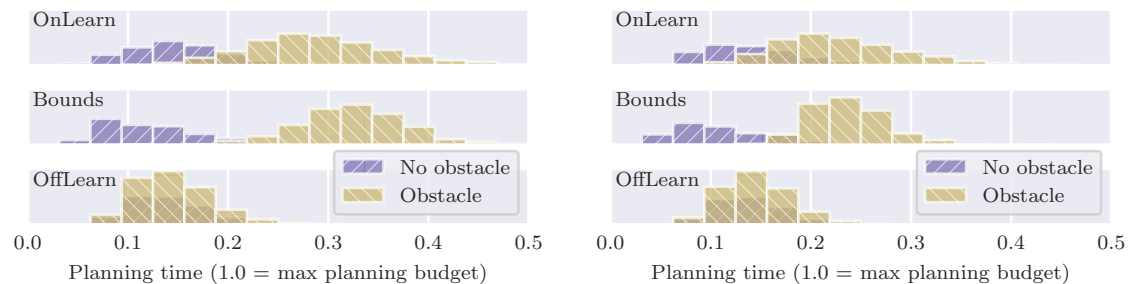 OnLearn
Bounds
OffLearn
No obstacle
Obstacle
0.0 0.1 0.2 0.3 0.4 0.5
Planning time (1.0 = max planning budget)
OnLearn
Bounds
OffLearn
No obstacle
Obstacle
0.0 0.1 0.2 0.3 0.4 0.5
Planning time (1.0 = max planning budget)